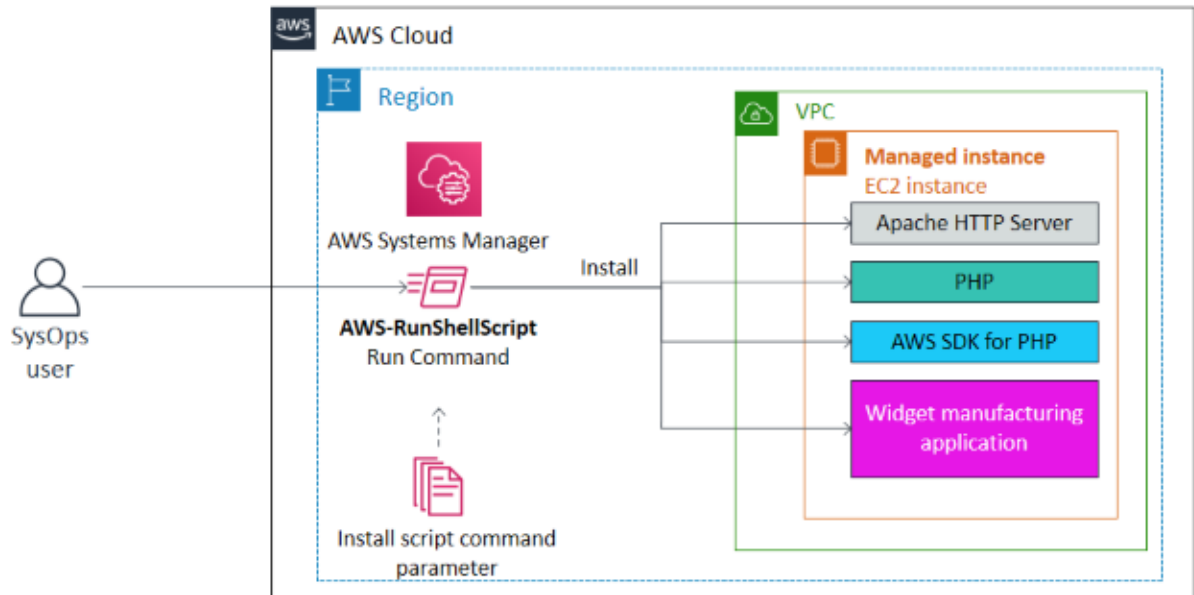 aws
AWS Cloud
Region
VPC
Managed instance
EC2 instance
Apache HTTP Server
AWS Systems Manager
Install
PHP
SysOps
user
AWS-RunShellScript
Run Command
AWS SDK for PHP
Widget manufacturing
application
Install script command
parameter